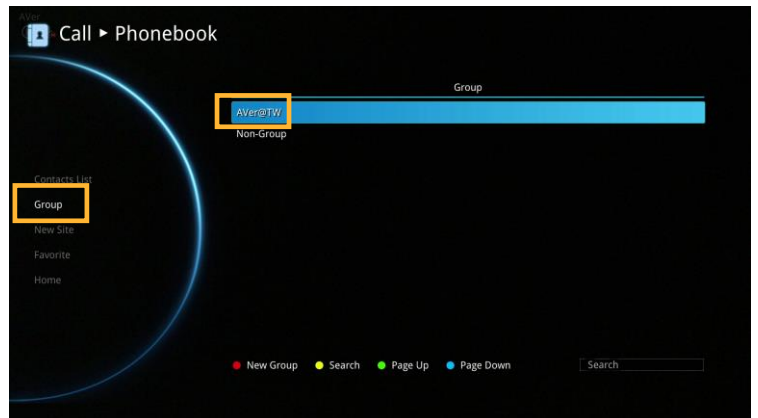 AVer
Call ▸ Phonebook
Group
AVer@TW
Non-Group
Contacts List
Group
New Site
Favorite
Home
New Group Search Page Up Page Down Search